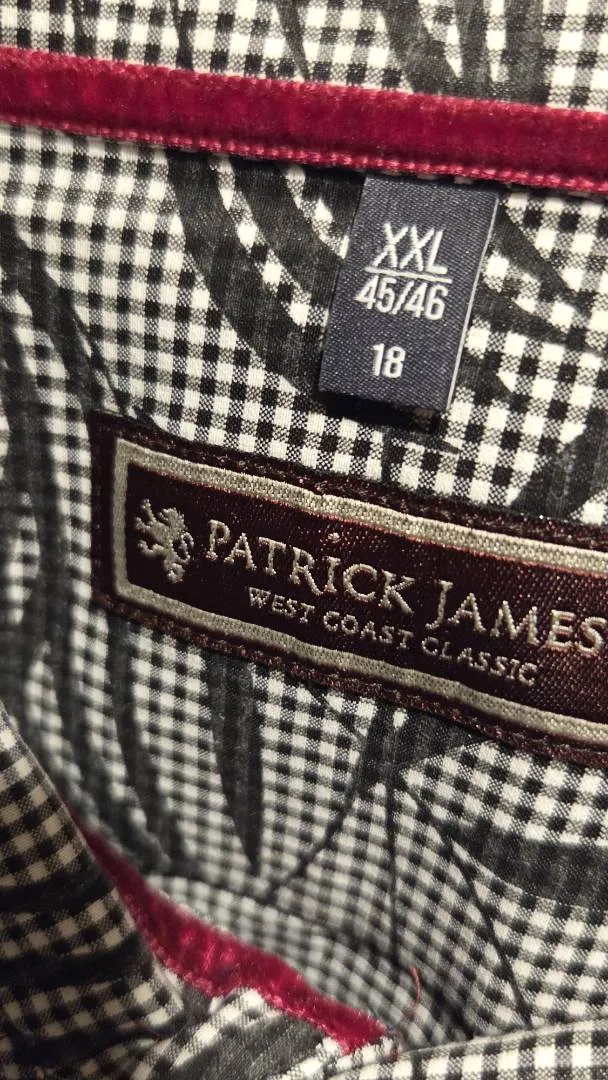 XXL
45/46
18
PATRICK JAMES
WEST COAST CLASSIC